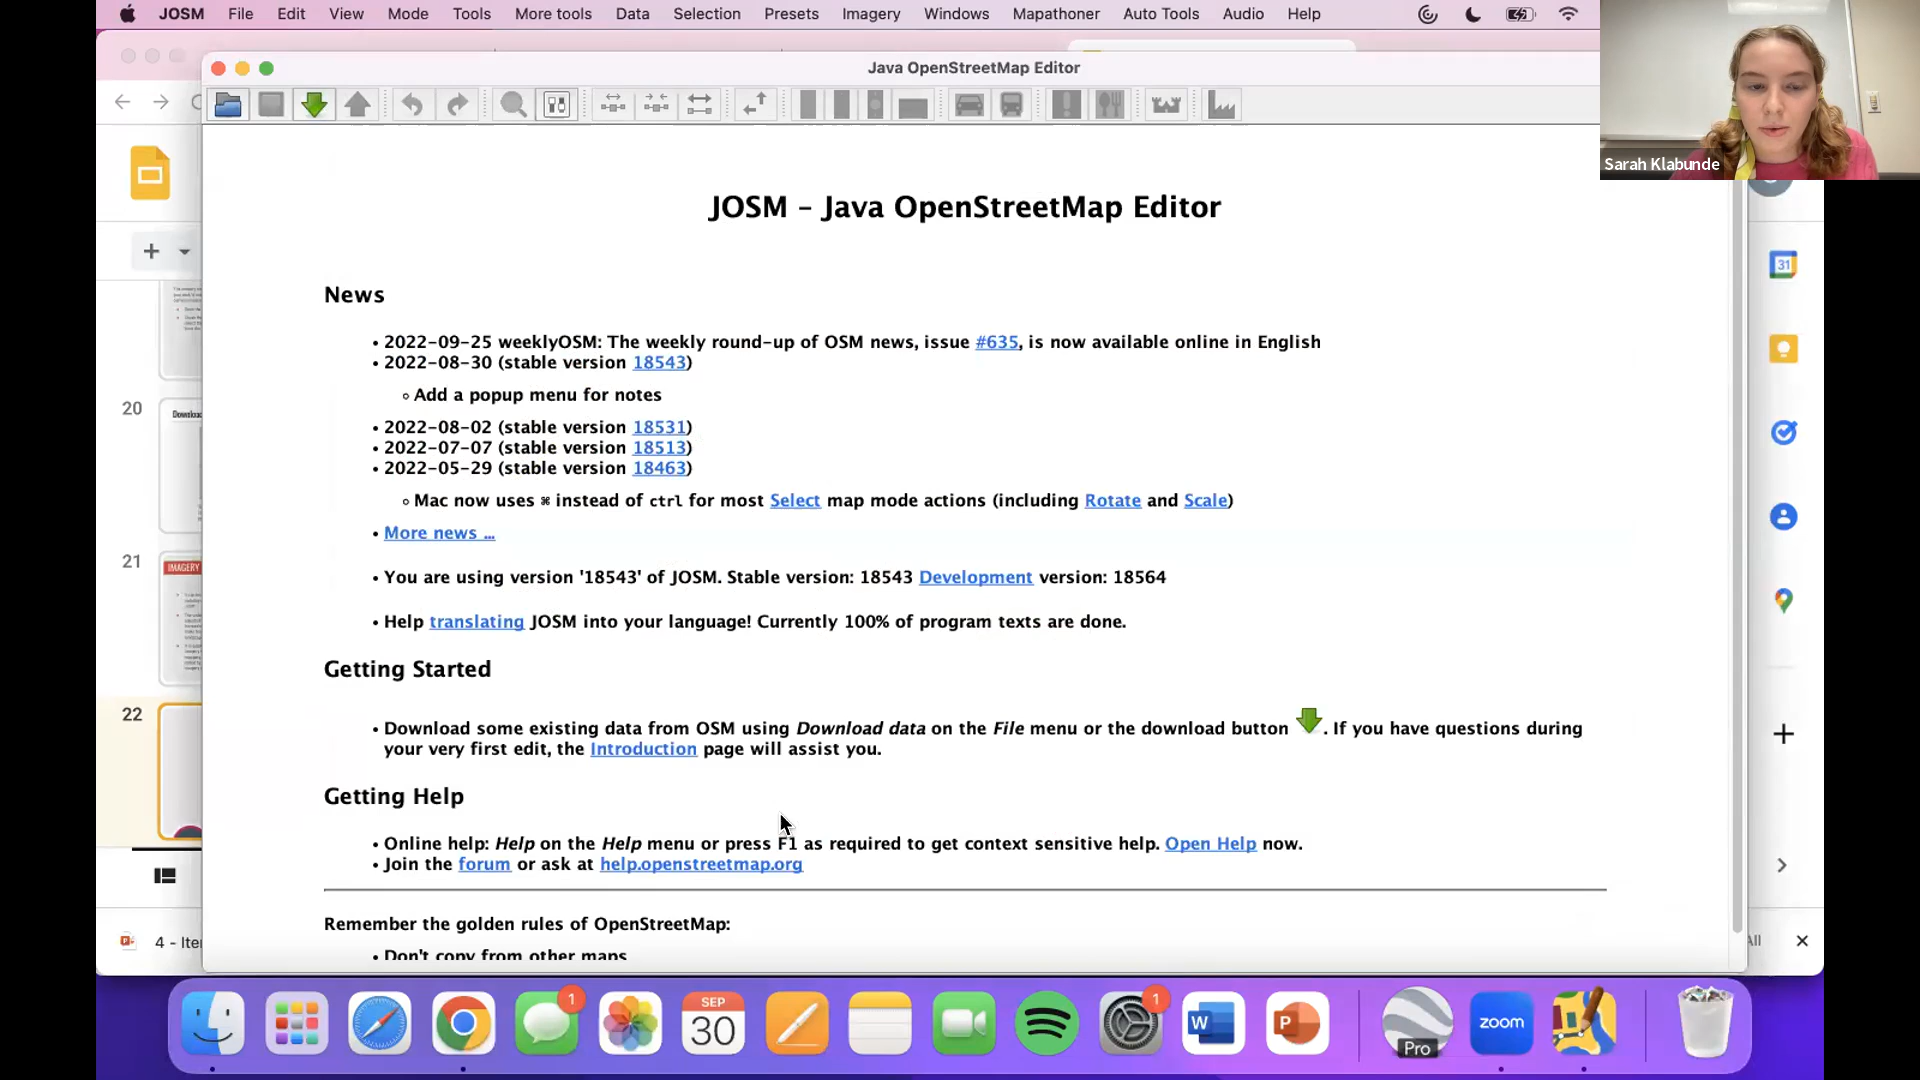 JOSM File Edit View Mode Tools More tools Data Selection Presets Imagery Windows Mapathoner Auto Tools Audio Help
Java OpenStreetMap Editor
Sarah Klabunde
JOSM – Java OpenStreetMap Editor
News
• 2022-09-25 weeklyOSM: The weekly round-up of OSM news, issue #635, is now available online in English
• 2022-08-30 (stable version 18543)
◦ Add a popup menu for notes
• 2022-08-02 (stable version 18531)
• 2022-07-07 (stable version 18513)
• 2022-05-29 (stable version 18463)
◦ Mac now uses ⌘ instead of ctrl for most Select map mode actions (including Rotate and Scale)
• More news ...
• You are using version '18543' of JOSM. Stable version: 18543 Development version: 18564
• Help translating JOSM into your language! Currently 100% of program texts are done.
Getting Started
• Download some existing data from OSM using Download data on the File menu or the download button . If you have questions during
your very first edit, the Introduction page will assist you.
Getting Help
• Online help: Help on the Help menu or press F1 as required to get context sensitive help. Open Help now.
• Join the forum or ask at help.openstreetmap.org
Remember the golden rules of OpenStreetMap:
• Don't copy from other maps
20
Downloa
21
IMAGERY
22
31
4 - Ite
All
1
SEP
30
1
W
P
Pro
zoom